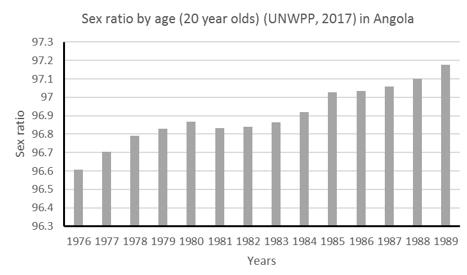 Sex ratio by age (20 year olds) (UNWPP, 2017) in Angola
97.3
97.2
97.1
97
96.9
96.8
96.7
96.6
96.5
96.4
96.3
Sex ratio
1976 1977 1978 1979 1980 1981 1982 1983 1984 1985 1986 1987 1988 1989
Years